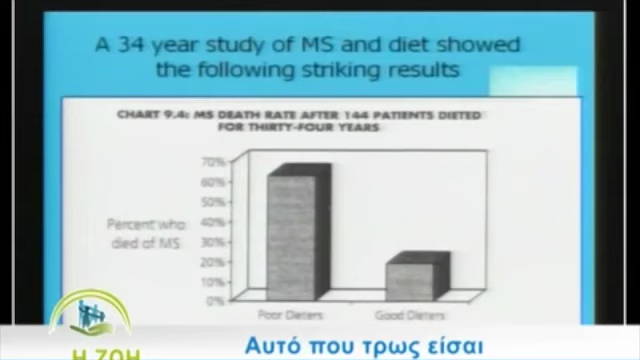 A 34 year study of MS and diet showed
the following striking results
CHART 9.4: MS DEATH RATE AFTER 144 PATIENTS DIETED
FOR THIRTY-FOUR YEARS
70%
60%
50%
40%
30%
20%
10%
0%
Percent who
died of MS
Poor Dieters
Good Dieters
Η ΖΩΗ
Αυτό που τρως είσαι